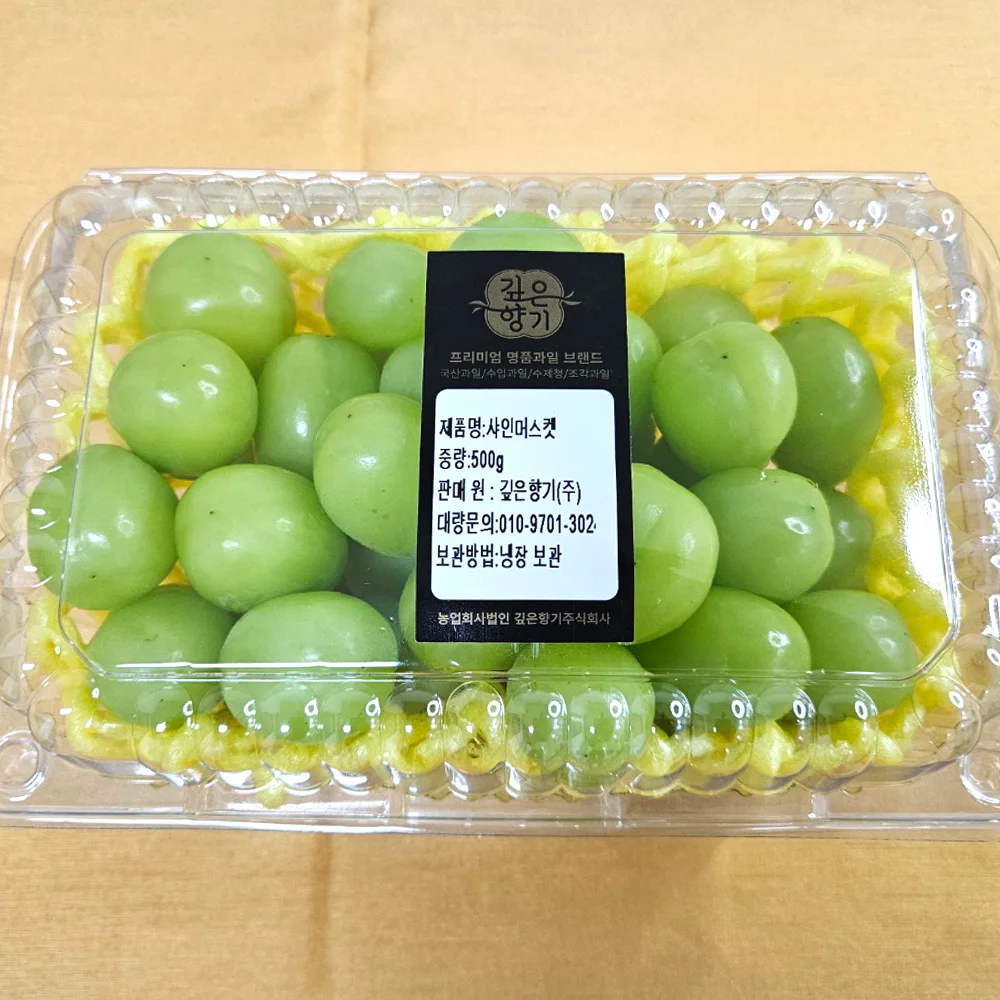 깊은
향기
프리미엄 명품과일 브랜드
국산과일/수입과일/수제청/조각과일
제품명:샤인머스켓
중량:500g
판매 원 : 깊은향기(주)
대량문의:010-9701-302
보관방법:냉장 보관
농업회사법인 깊은향기주식회사